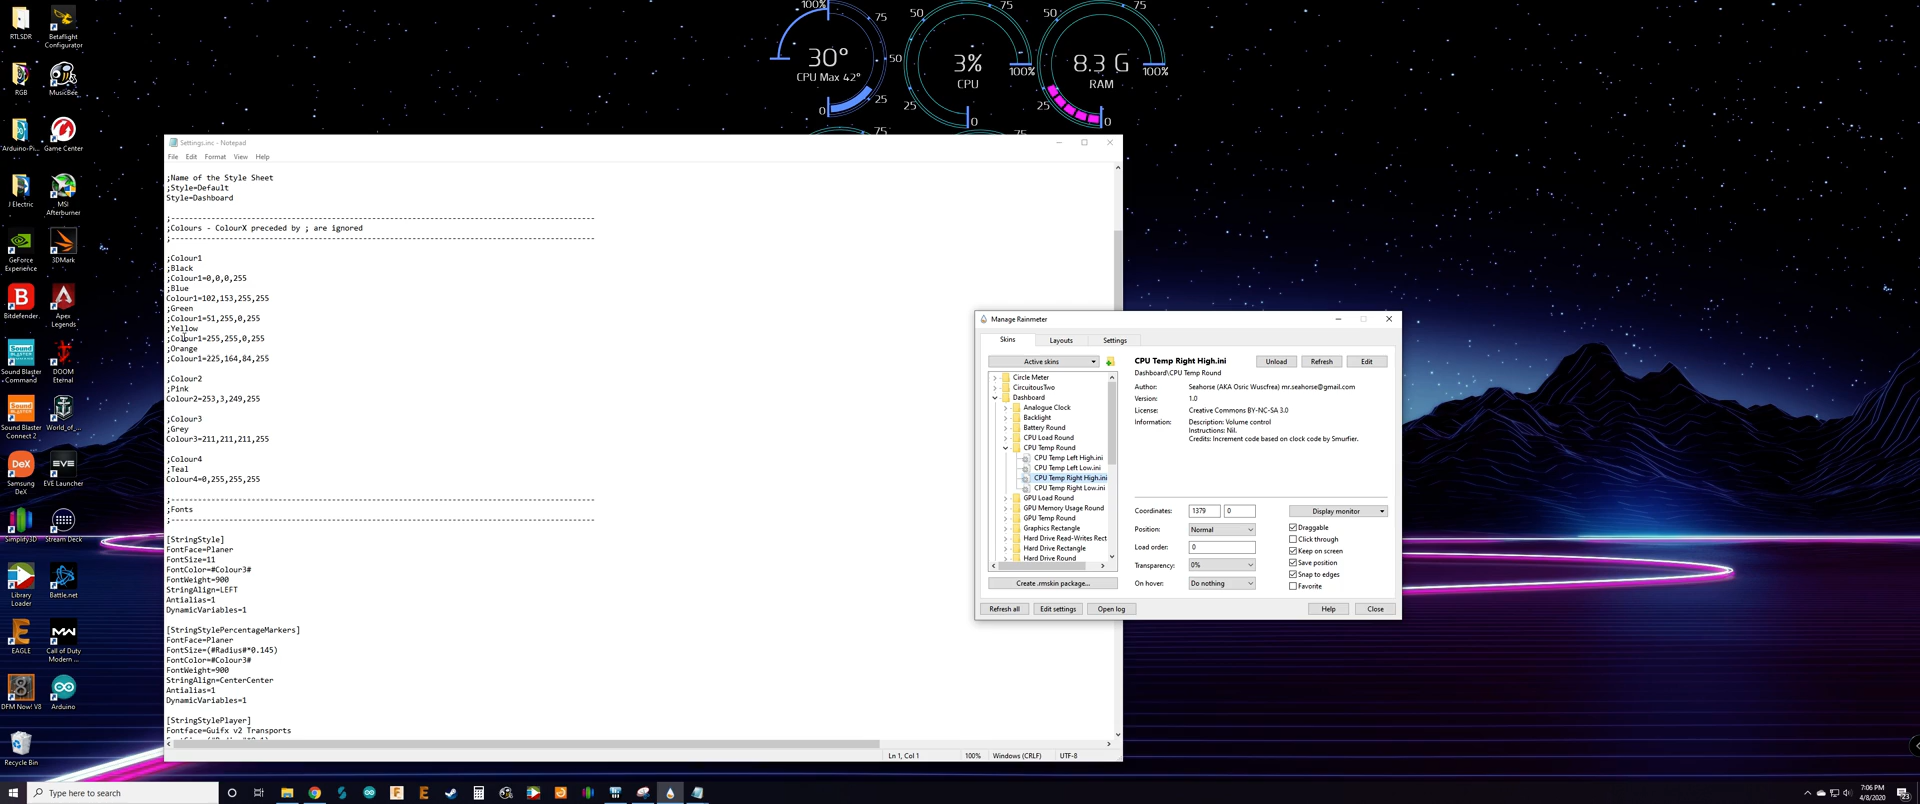 RTLSDR
Betaflight Configurator
RGB
MusicBee
Arduino-Pi...
Game Center
J Electric
MSI Afterburner
GeForce Experience
3DMark
Bitdefender
Apex Legends
Sound Blaster Command
DOOM Eternal
Sound Blaster Connect 2
World_of_...
Samsung DeX
EVE Launcher
Simplify3D
Stream Deck
Library Loader
Battle.net
EAGLE
Call of Duty Modern ...
DFM Now! V8
Arduino
Recycle Bin
100%
75
50
25
0
30°
CPU Max 42°
50
75
100%
25
0
3%
CPU
50
75
100%
25
0
8.3 G
RAM
75
75
Settings.inc - Notepad
File Edit Format View Help
;Name of the Style Sheet
;Style=Default
Style=Dashboard
;-----------------------------------------------------------------------------------------------
;Colours - ColourX preceded by ; are ignored
;-----------------------------------------------------------------------------------------------
;Colour1
;Black
;Colour1=0,0,0,255
;Blue
Colour1=102,153,255,255
;Green
;Colour1=51,255,0,255
;Yellow
;Colour1=255,255,0,255
;Orange
;Colour1=225,164,84,255
;Colour2
;Pink
Colour2=253,3,249,255
;Colour3
;Grey
Colour3=211,211,211,255
;Colour4
;Teal
Colour4=0,255,255,255
;-----------------------------------------------------------------------------------------------
;Fonts
;-----------------------------------------------------------------------------------------------
[StringStyle]
FontFace=Planer
FontSize=11
FontColor=#Colour3#
FontWeight=900
StringAlign=LEFT
Antialias=1
DynamicVariables=1
[StringStylePercentageMarkers]
FontFace=Planer
FontSize=(#Radius#*0.145)
FontColor=#Colour3#
FontWeight=900
StringAlign=CenterCenter
Antialias=1
DynamicVariables=1
[StringStylePlayer]
Fontface=Guifx v2 Transports
Ln 1, Col 1 100% Windows (CRLF) UTF-8
Manage Rainmeter
Skins Layouts Settings
Active skins
Circle Meter
CircuitousTwo
Dashboard
Analogue Clock
Backlight
Battery Round
CPU Load Round
CPU Temp Round
CPU Temp Left High.ini
CPU Temp Left Low.ini
CPU Temp Right High.ini
CPU Temp Right Low.ini
GPU Load Round
GPU Memory Usage Round
GPU Temp Round
Graphics Rectangle
Hard Drive Read-Writes Rect
Hard Drive Rectangle
Hard Drive Round
Create .rmskin package...
CPU Temp Right High.ini
Unload Refresh Edit
Dashboard\CPU Temp Round
Author: Seahorse (AKA Osric Wuscfrea) mr.seahorse@gmail.com
Version: 1.0
License: Creative Commons BY-NC-SA 3.0
Information: Description: Volume control
Instructions: Nil.
Credits: Increment code based on clock code by Smurfier.
Coordinates: 1379 0
Display monitor
Position: Normal
Draggable
Click through
Load order: 0
Keep on screen
Transparency: 0%
Save position
Snap to edges
On hover: Do nothing
Favorite
Refresh all Edit settings Open log Help Close
Type here to search
7:06 PM
4/8/2020
23